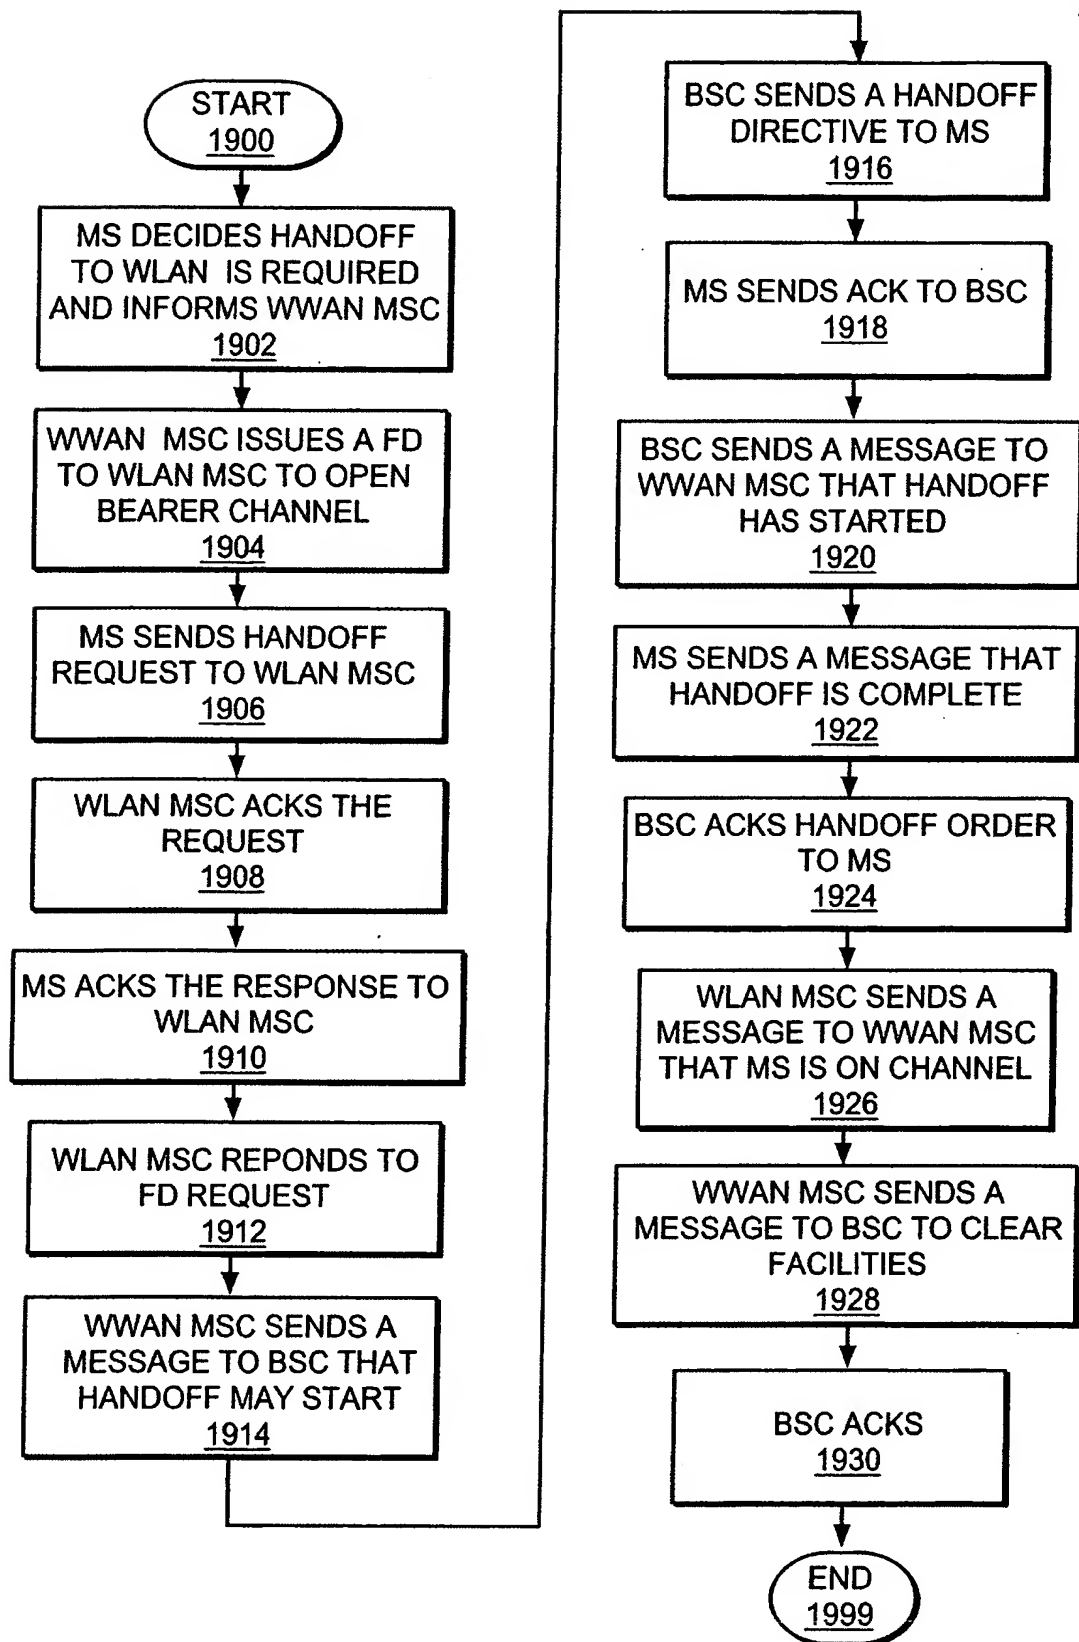 START
1900
MS DECIDES HANDOFF
TO WLAN IS REQUIRED
AND INFORMS WWAN MSC
1902
WWAN MSC ISSUES A FD
TO WLAN MSC TO OPEN
BEARER CHANNEL
1904
MS SENDS HANDOFF
REQUEST TO WLAN MSC
1906
WLAN MSC ACKS THE
REQUEST
1908
MS ACKS THE RESPONSE TO
WLAN MSC
1910
WLAN MSC REPONDS TO
FD REQUEST
1912
WWAN MSC SENDS A
MESSAGE TO BSC THAT
HANDOFF MAY START
1914
BSC SENDS A HANDOFF
DIRECTIVE TO MS
1916
MS SENDS ACK TO BSC
1918
BSC SENDS A MESSAGE TO
WWAN MSC THAT HANDOFF
HAS STARTED
1920
MS SENDS A MESSAGE THAT
HANDOFF IS COMPLETE
1922
BSC ACKS HANDOFF ORDER
TO MS
1924
WLAN MSC SENDS A
MESSAGE TO WWAN MSC
THAT MS IS ON CHANNEL
1926
WWAN MSC SENDS A
MESSAGE TO BSC TO CLEAR
FACILITIES
1928
BSC ACKS
1930
END
1999